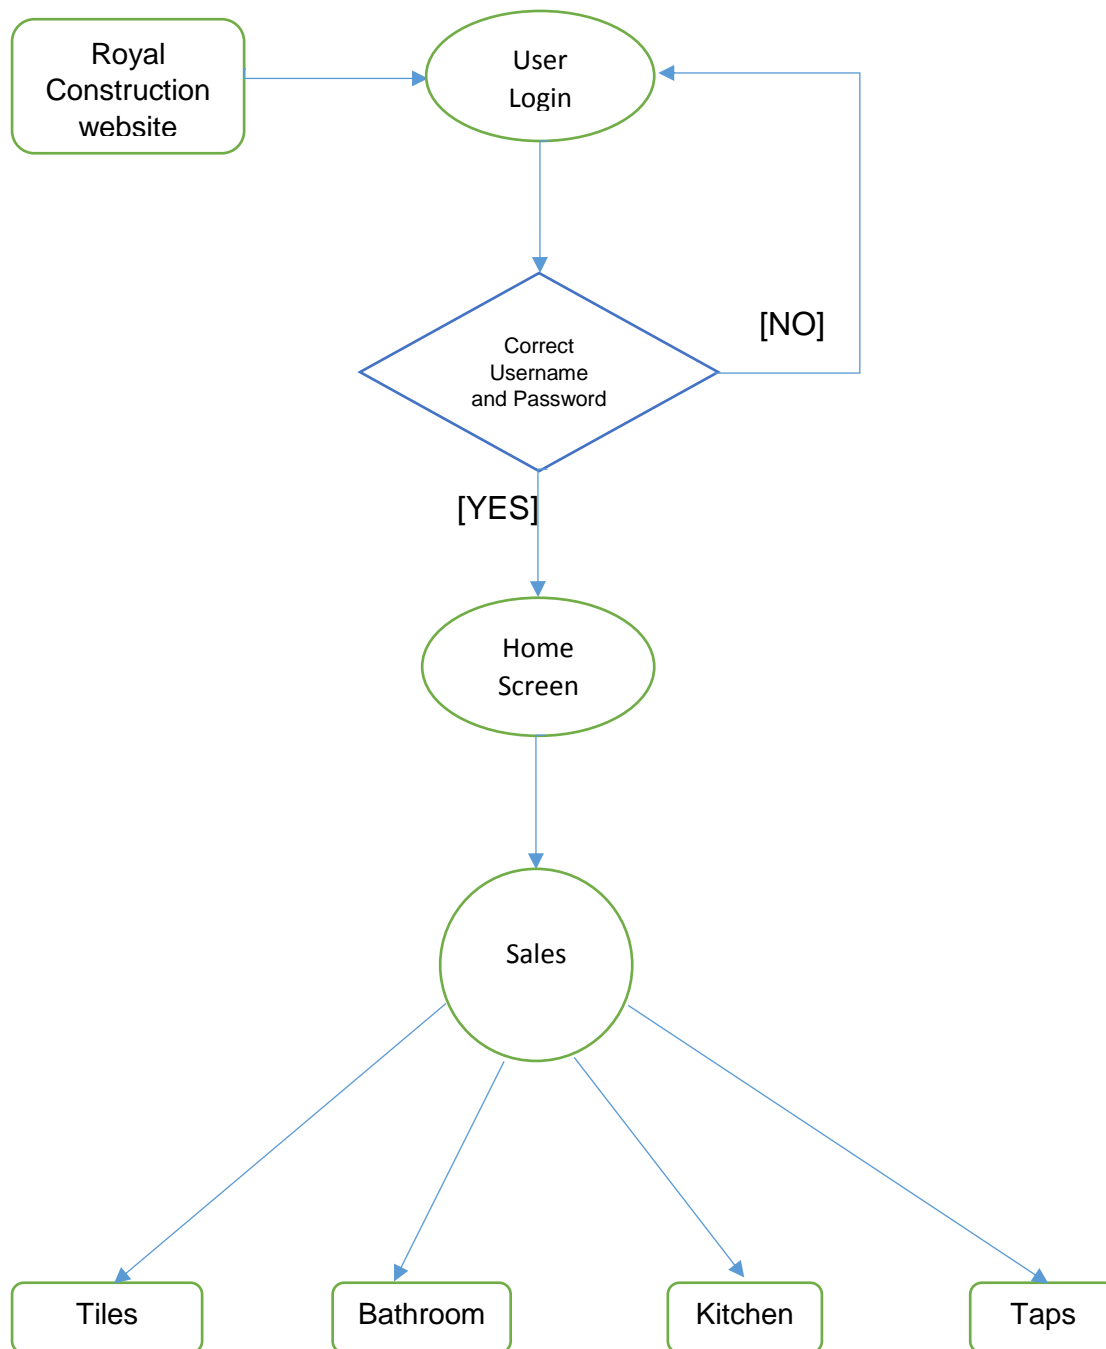 Royal
Construction
website
User
Login
Correct
Username
and Password
[NO]
[YES]
Home
Screen
Sales
Tiles
Bathroom
Kitchen
Taps